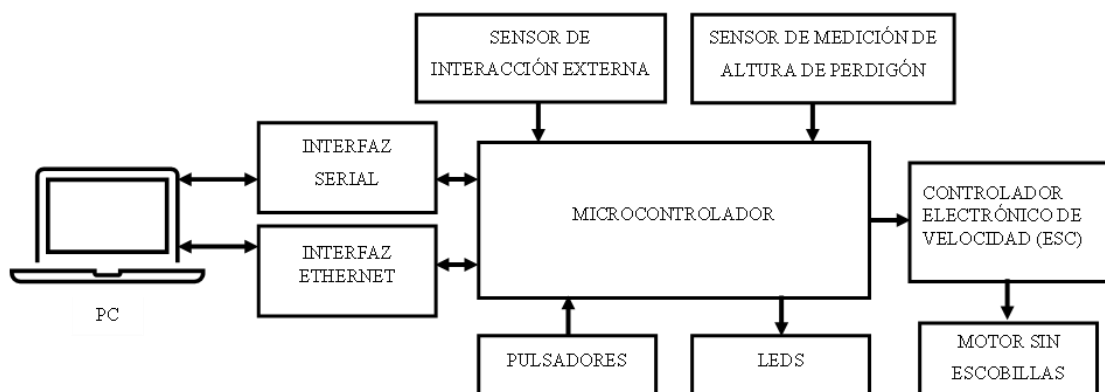 SENSOR DE
INTERACCIÓN EXTERNA
SENSOR DE MEDICIÓN DE
ALTURA DE PERDIGÓN
INTERFAZ
SERIAL
MICROCONTROLADOR
CONTROLADOR
ELECTRÓNICO DE
VELOCIDAD (ESC)
INTERFAZ
ETHERNET
PC
PULSADORES
LEDS
MOTOR SIN
ESCOBILLAS